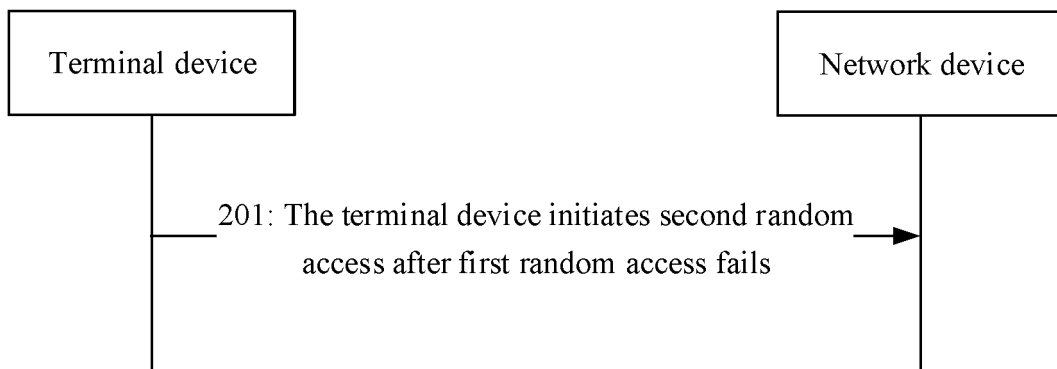 Terminal device
Network device
201: The terminal device initiates second random
access after first random access fails